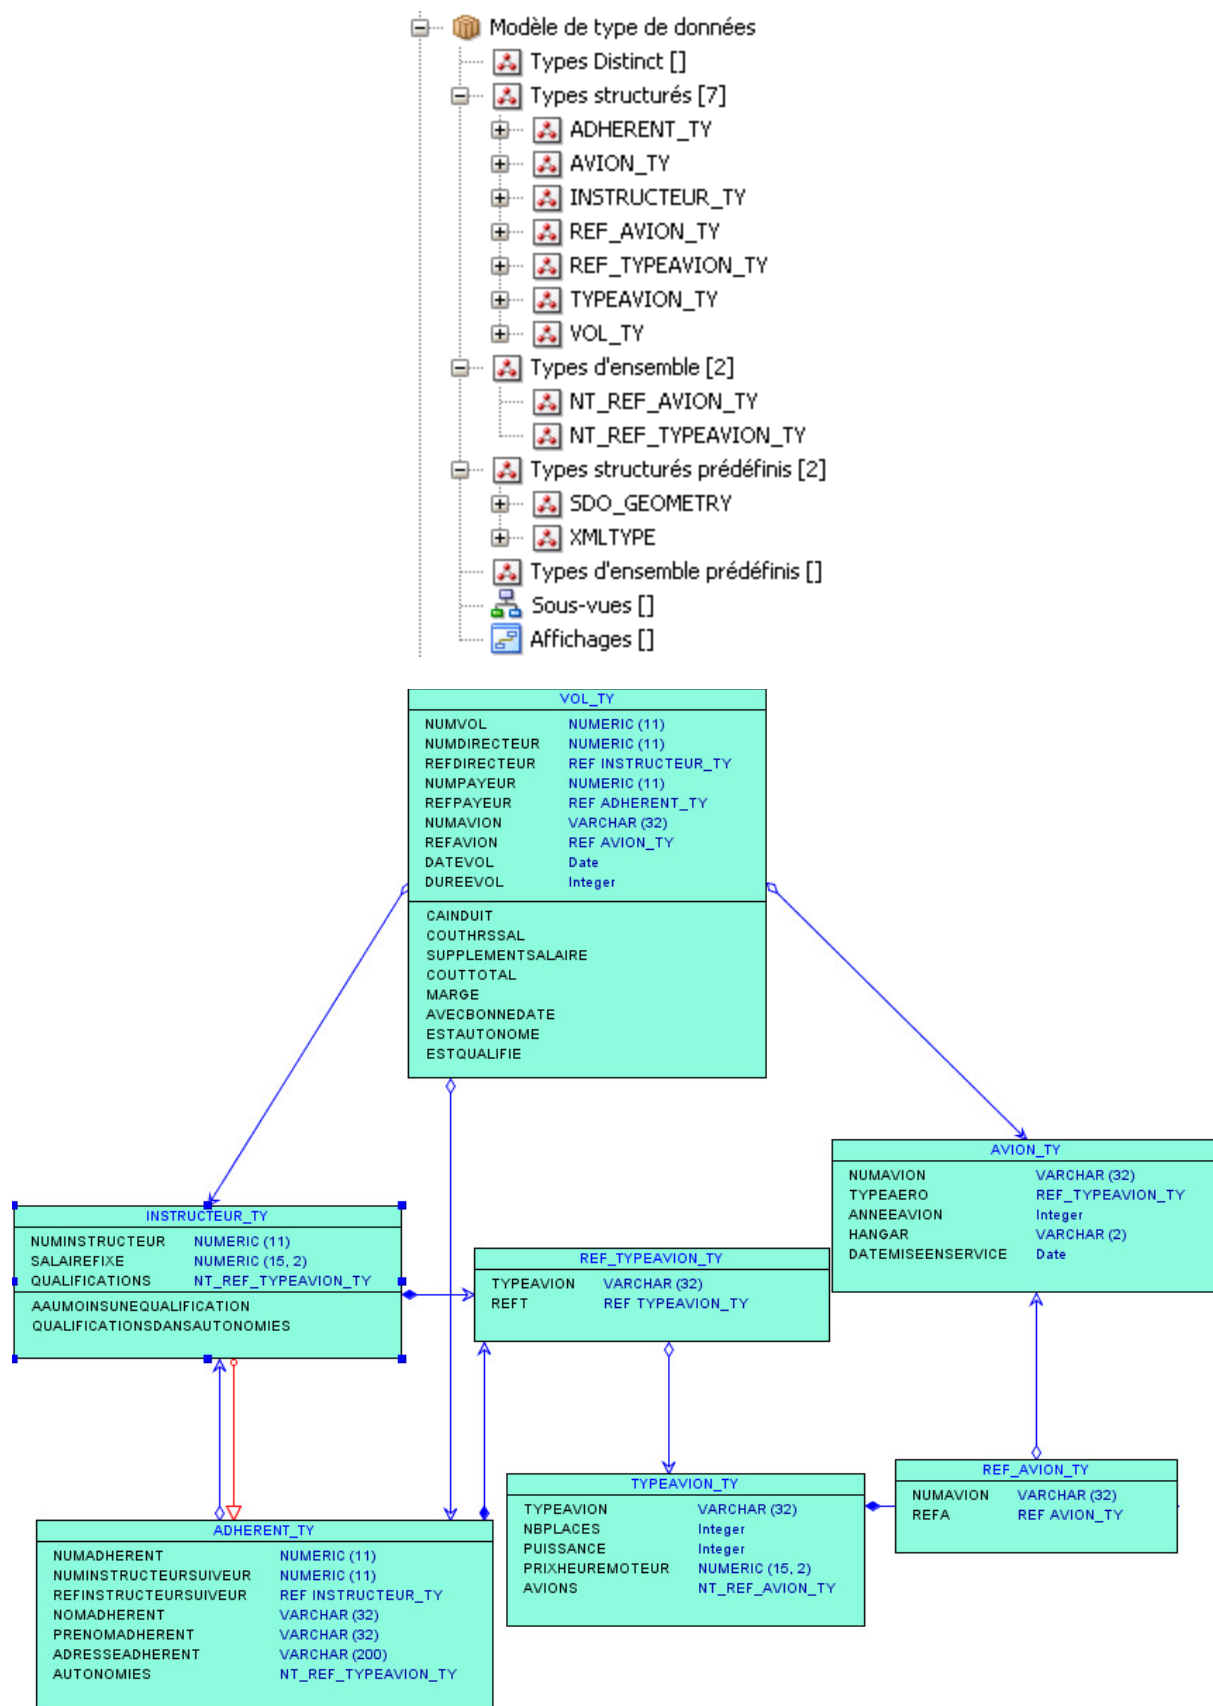 Modèle de type de données
Types Distinct []
Types structurés [7]
ADHERENT_TY
AVION_TY
INSTRUCTEUR_TY
REF_AVION_TY
REF_TYPEAVION_TY
TYPEAVION_TY
VOL_TY
Types d'ensemble [2]
NT_REF_AVION_TY
NT_REF_TYPEAVION_TY
Types structurés prédéfinis [2]
SDO_GEOMETRY
XMLTYPE
Types d'ensemble prédéfinis []
Sous-vues []
Affichages []
VOL_TY
NUMVOL NUMERIC (11)
NUMDIRECTEUR NUMERIC (11)
REFDIRECTEUR REF INSTRUCTEUR_TY
NUMPAYEUR NUMERIC (11)
REFPAYEUR REF ADHERENT_TY
NUMAVION VARCHAR (32)
REFAVION REF AVION_TY
DATEVOL Date
DUREEVOL Integer
CAINDUIT
COUTHRSSAL
SUPPLEMENTSALAIRE
COUTTOTAL
MARGE
AVECBONNEDATE
ESTAUTONOME
ESTQUALIFIE
AVION_TY
NUMAVION VARCHAR (32)
TYPEAERO REF_TYPEAVION_TY
ANNEEAVION Integer
HANGAR VARCHAR (2)
DATEMISEENSERVICE Date
INSTRUCTEUR_TY
NUMINSTRUCTEUR NUMERIC (11)
SALAIREFIXE NUMERIC (15, 2)
QUALIFICATIONS NT_REF_TYPEAVION_TY
AAUMOINSUNEQUALIFICATION
QUALIFICATIONSDANSAUTONOMIES
REF_TYPEAVION_TY
TYPEAVION VARCHAR (32)
REFT REF TYPEAVION_TY
TYPEAVION_TY
TYPEAVION VARCHAR (32)
NBPLACES Integer
PUISSANCE Integer
PRIXHEUREMOTEUR NUMERIC (15, 2)
AVIONS NT_REF_AVION_TY
REF_AVION_TY
NUMAVION VARCHAR (32)
REFA REF AVION_TY
ADHERENT_TY
NUMADHERENT NUMERIC (11)
NUMINSTRUCTEURSUIVEUR NUMERIC (11)
REFINSTRUCTEURSUIVEUR REF INSTRUCTEUR_TY
NOMADHERENT VARCHAR (32)
PRENOMADHERENT VARCHAR (32)
ADRESSEADHERENT VARCHAR (200)
AUTONOMIES NT_REF_TYPEAVION_TY